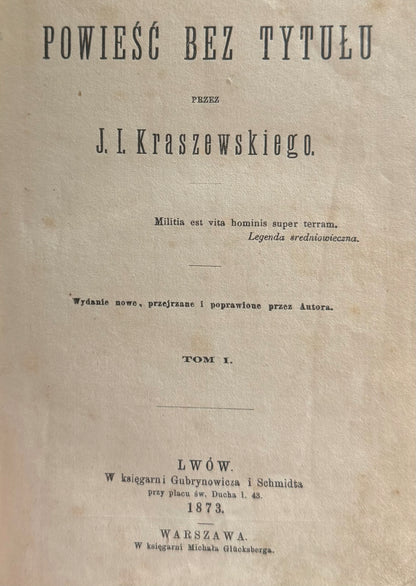 POWIEŚĆ BEZ TYTUŁU
PRZEZ
J. I. Kraszewskiego.
Militia est vita hominis super terram.
Legenda sredniowieczna.
Wydanie nowe, przejrzane i poprawione przez Autora.
TOM I.
LWÓW.
W księgarni Gubrynowicza i Schmidta
przy placu św. Ducha l. 43.
1873.
WARSZAWA.
W księgarni Michała Glücksberga.